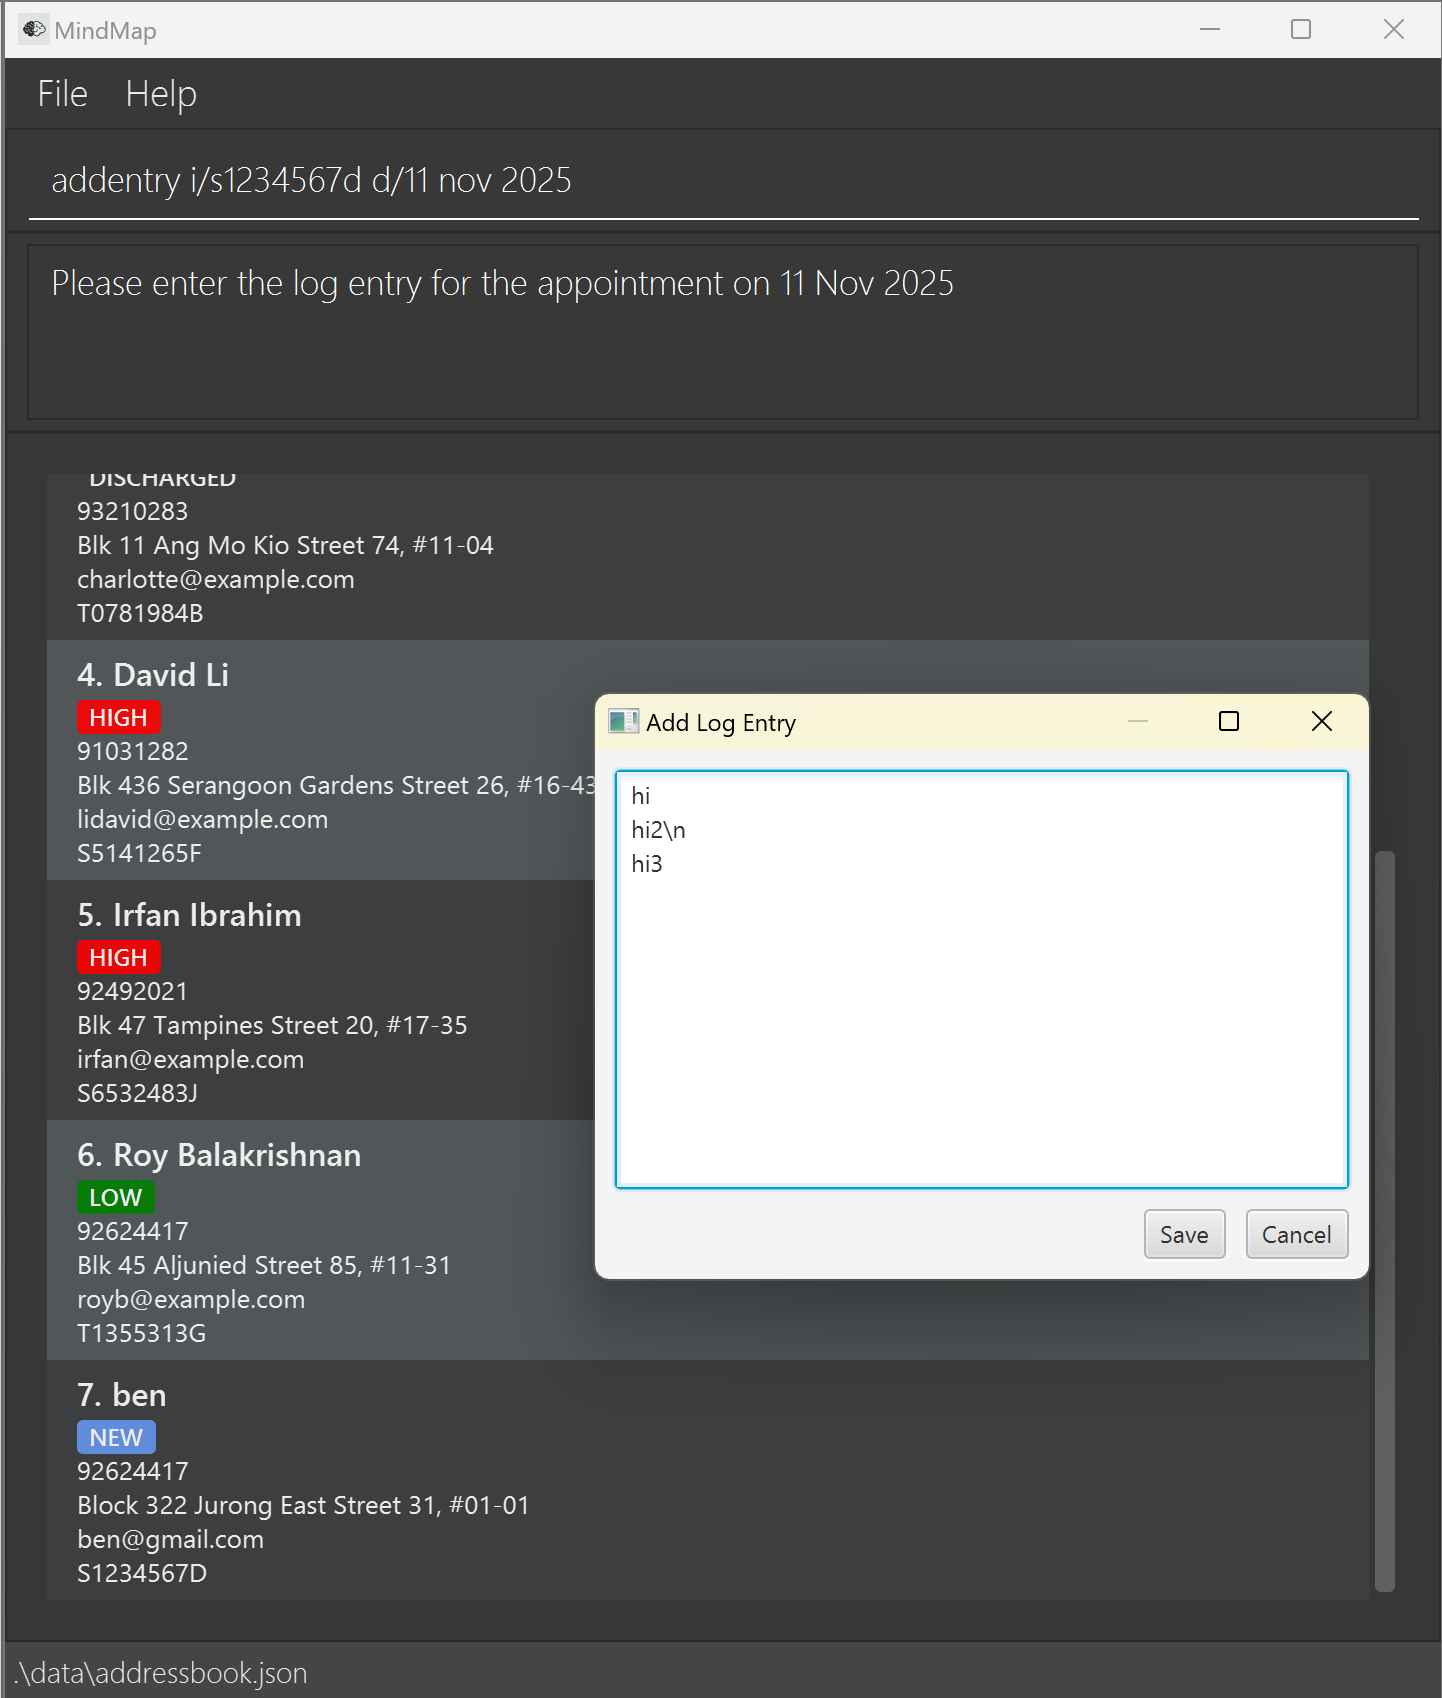 MindMap
File Help
addentry i/s1234567d d/11 nov 2025
Please enter the log entry for the appointment on 11 Nov 2025
DISCHARGED
93210283
Blk 11 Ang Mo Kio Street 74, #11-04
charlotte@example.com
T0781984B
4. David Li
HIGH
91031282
Blk 436 Serangoon Gardens Street 26, #16-43
lidavid@example.com
S5141265F
5. Irfan Ibrahim
HIGH
92492021
Blk 47 Tampines Street 20, #17-35
irfan@example.com
S6532483J
6. Roy Balakrishnan
LOW
92624417
Blk 45 Aljunied Street 85, #11-31
royb@example.com
T1355313G
7. ben
NEW
92624417
Block 322 Jurong East Street 31, #01-01
ben@gmail.com
S1234567D
Add Log Entry
hi
hi2\n
hi3
Save Cancel
.\data\addressbook.json